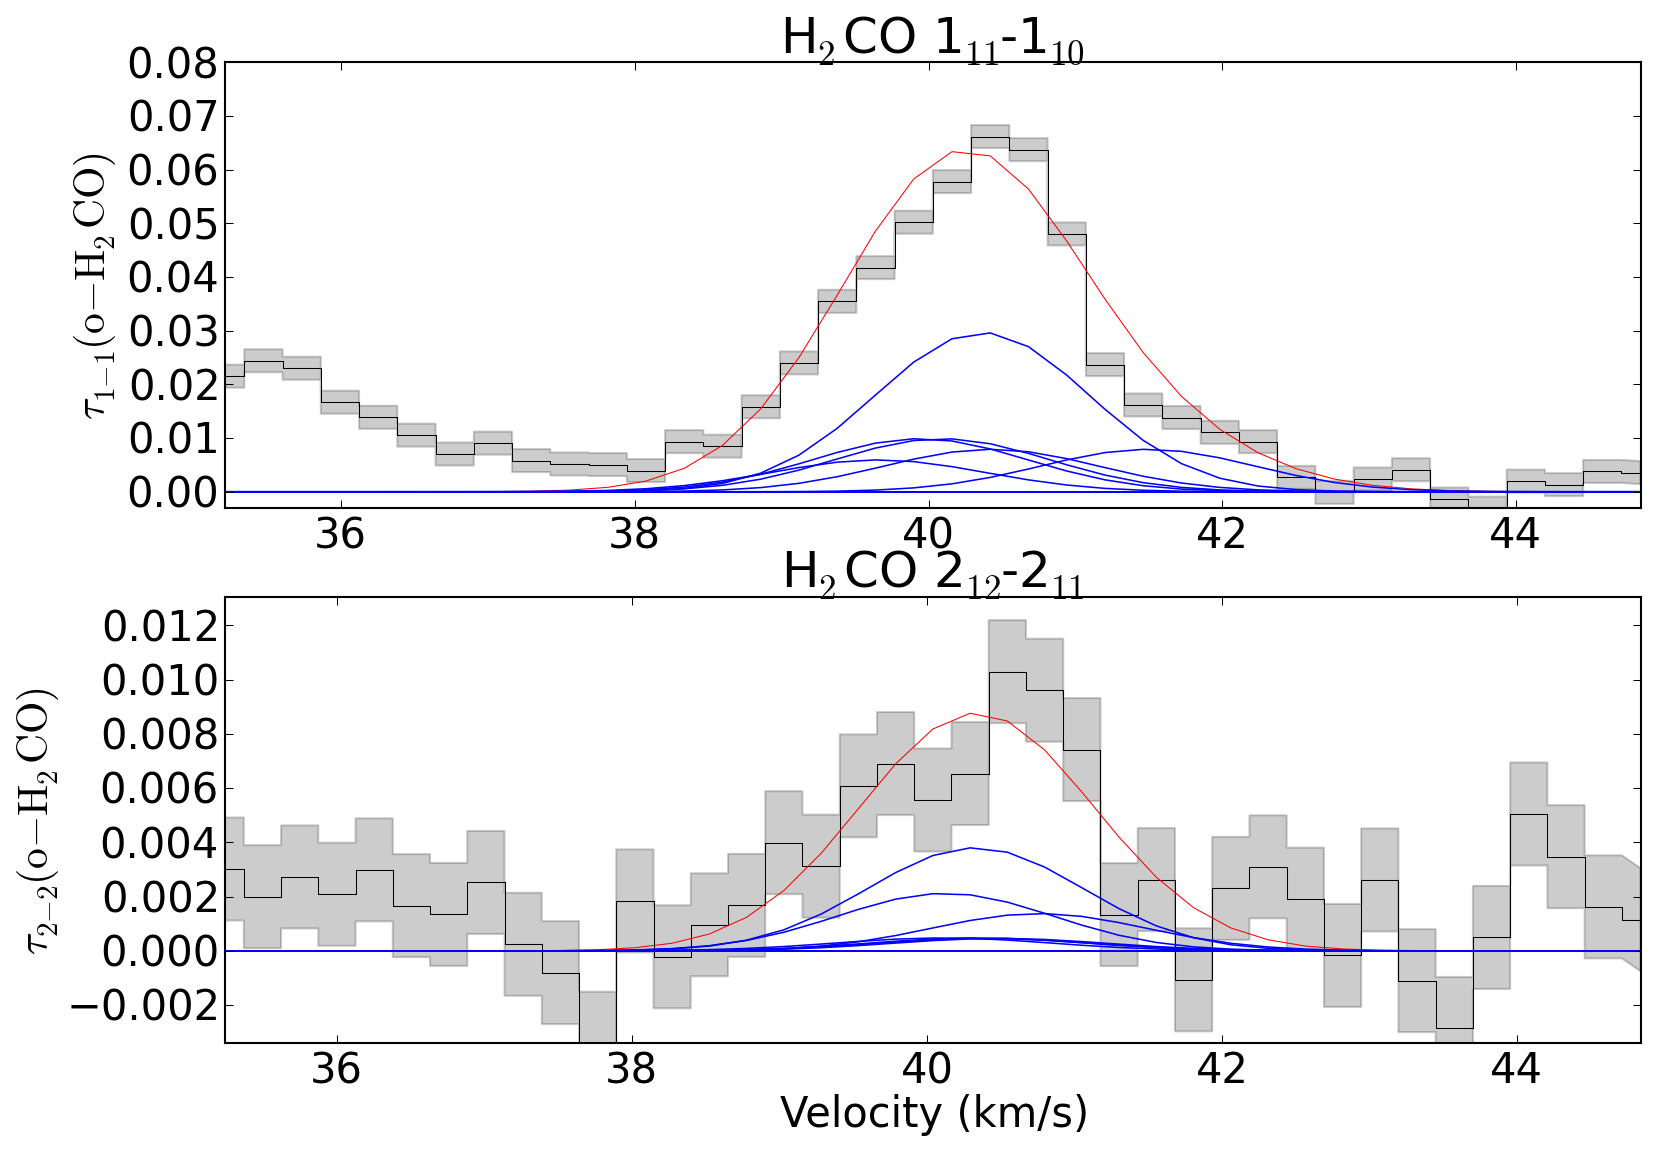 H₂CO 1₁₁-1₁₀
0.08
0.07
0.06
0.05
0.04
0.03
0.02
0.01
0.00
τ₁₋₁(o−H₂CO)
36 38 40 42 44
H₂CO 2₁₂-2₁₁
0.012
0.010
0.008
0.006
0.004
0.002
0.000
−0.002
τ₂₋₂(o−H₂CO)
36 38 40 42 44
Velocity (km/s)